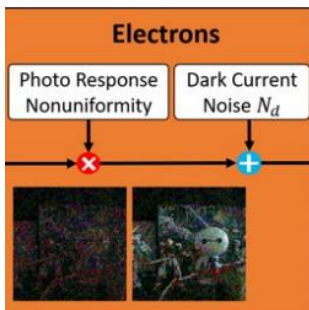 Electrons
Photo Response
Nonuniformity
Dark Current
Noise N_d